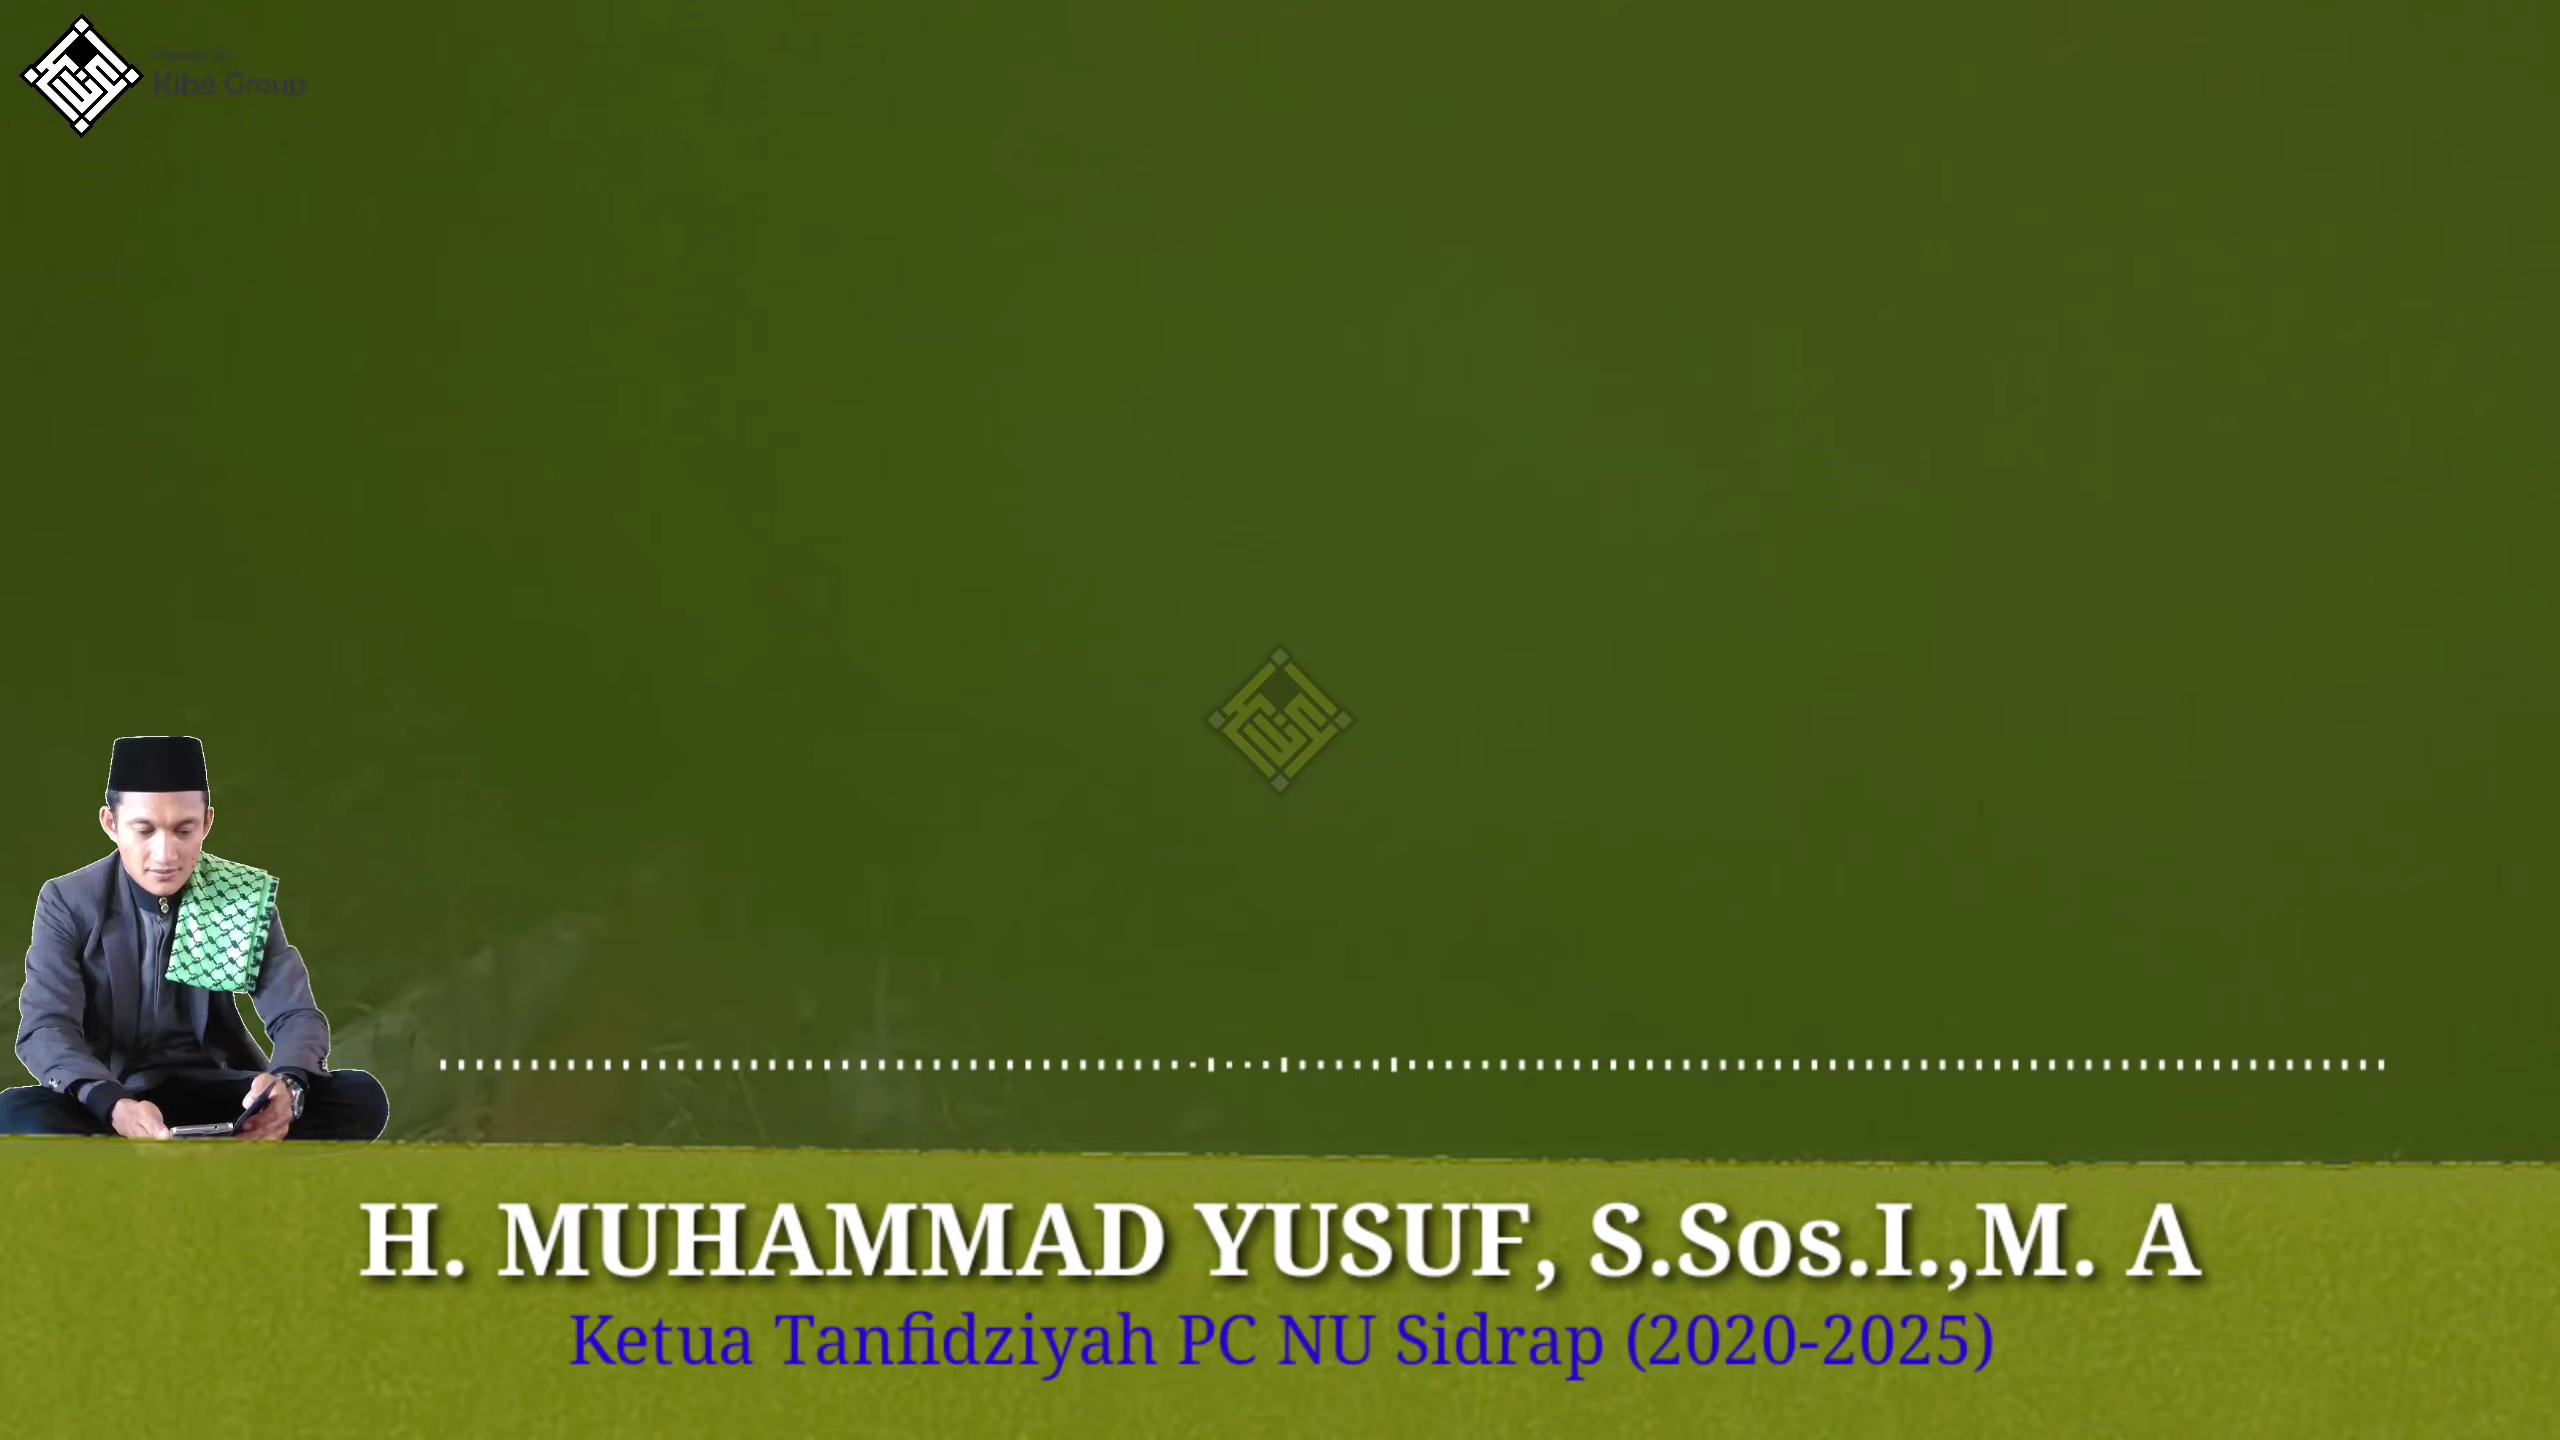 Kibe Group
H. MUHAMMAD YUSUF, S.Sos.I.,M. A
Ketua Tanfidziyah PC NU Sidrap (2020-2025)